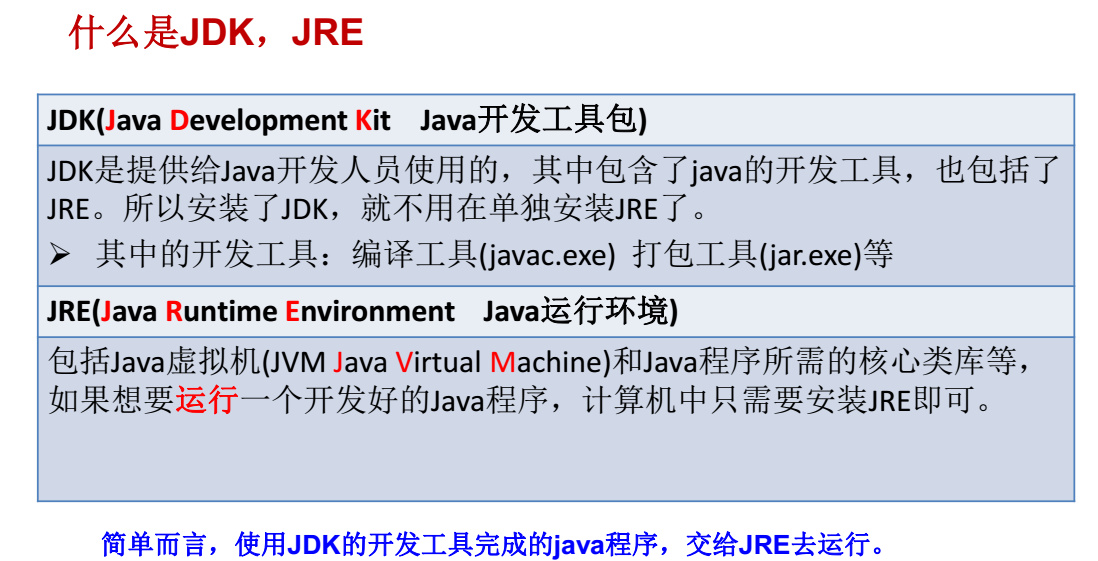 什么是JDK，JRE
JDK(Java Development Kit Java开发工具包)
JDK是提供给Java开发人员使用的，其中包含了java的开发工具，也包括了
JRE。所以安装了JDK，就不用在单独安装JRE了。
➢ 其中的开发工具：编译工具(javac.exe) 打包工具(jar.exe)等
JRE(Java Runtime Environment Java运行环境)
包括Java虚拟机(JVM Java Virtual Machine)和Java程序所需的核心类库等，
如果想要运行一个开发好的Java程序，计算机中只需要安装JRE即可。
简单而言，使用JDK的开发工具完成的java程序，交给JRE去运行。